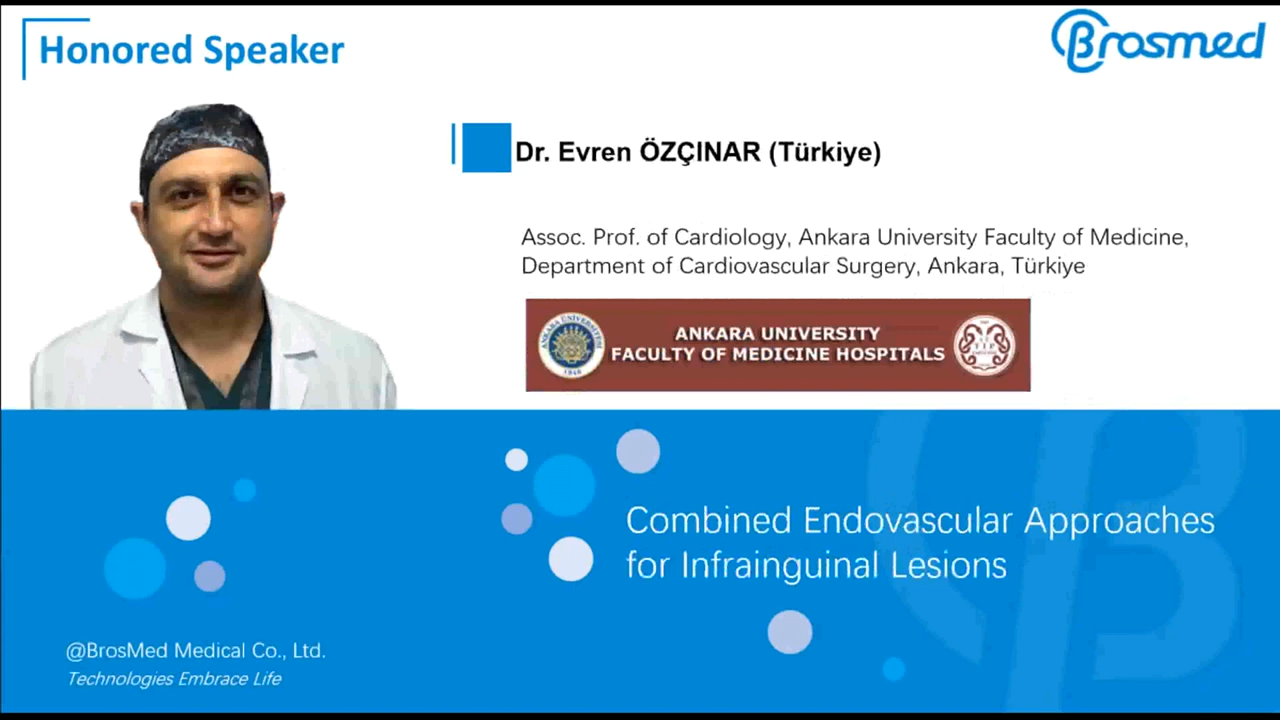 Honored Speaker
Brosmed
Dr. Evren ÖZÇINAR (Türkiye)
Assoc. Prof. of Cardiology, Ankara University Faculty of Medicine,
Department of Cardiovascular Surgery, Ankara, Türkiye
ANKARA UNIVERSITY
FACULTY OF MEDICINE HOSPITALS
Combined Endovascular Approaches
for Infrainguinal Lesions
@BrosMed Medical Co., Ltd.
Technologies Embrace Life